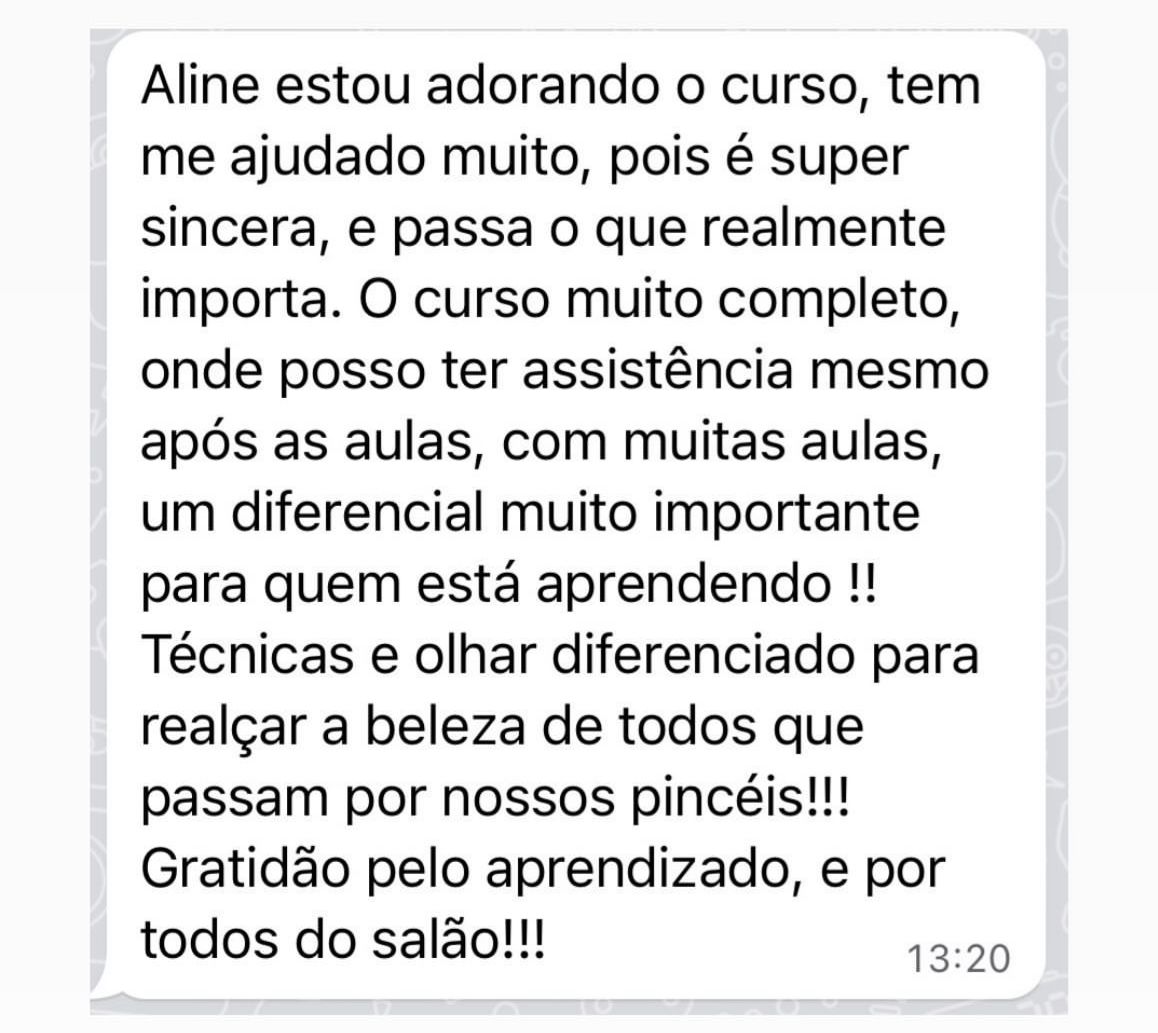 Aline estou adorando o curso, tem
me ajudado muito, pois é super
sincera, e passa o que realmente
importa. O curso muito completo,
onde posso ter assistência mesmo
após as aulas, com muitas aulas,
um diferencial muito importante
para quem está aprendendo !!
Técnicas e olhar diferenciado para
realçar a beleza de todos que
passam por nossos pincéis!!!
Gratidão pelo aprendizado, e por
todos do salão!!!
13:20